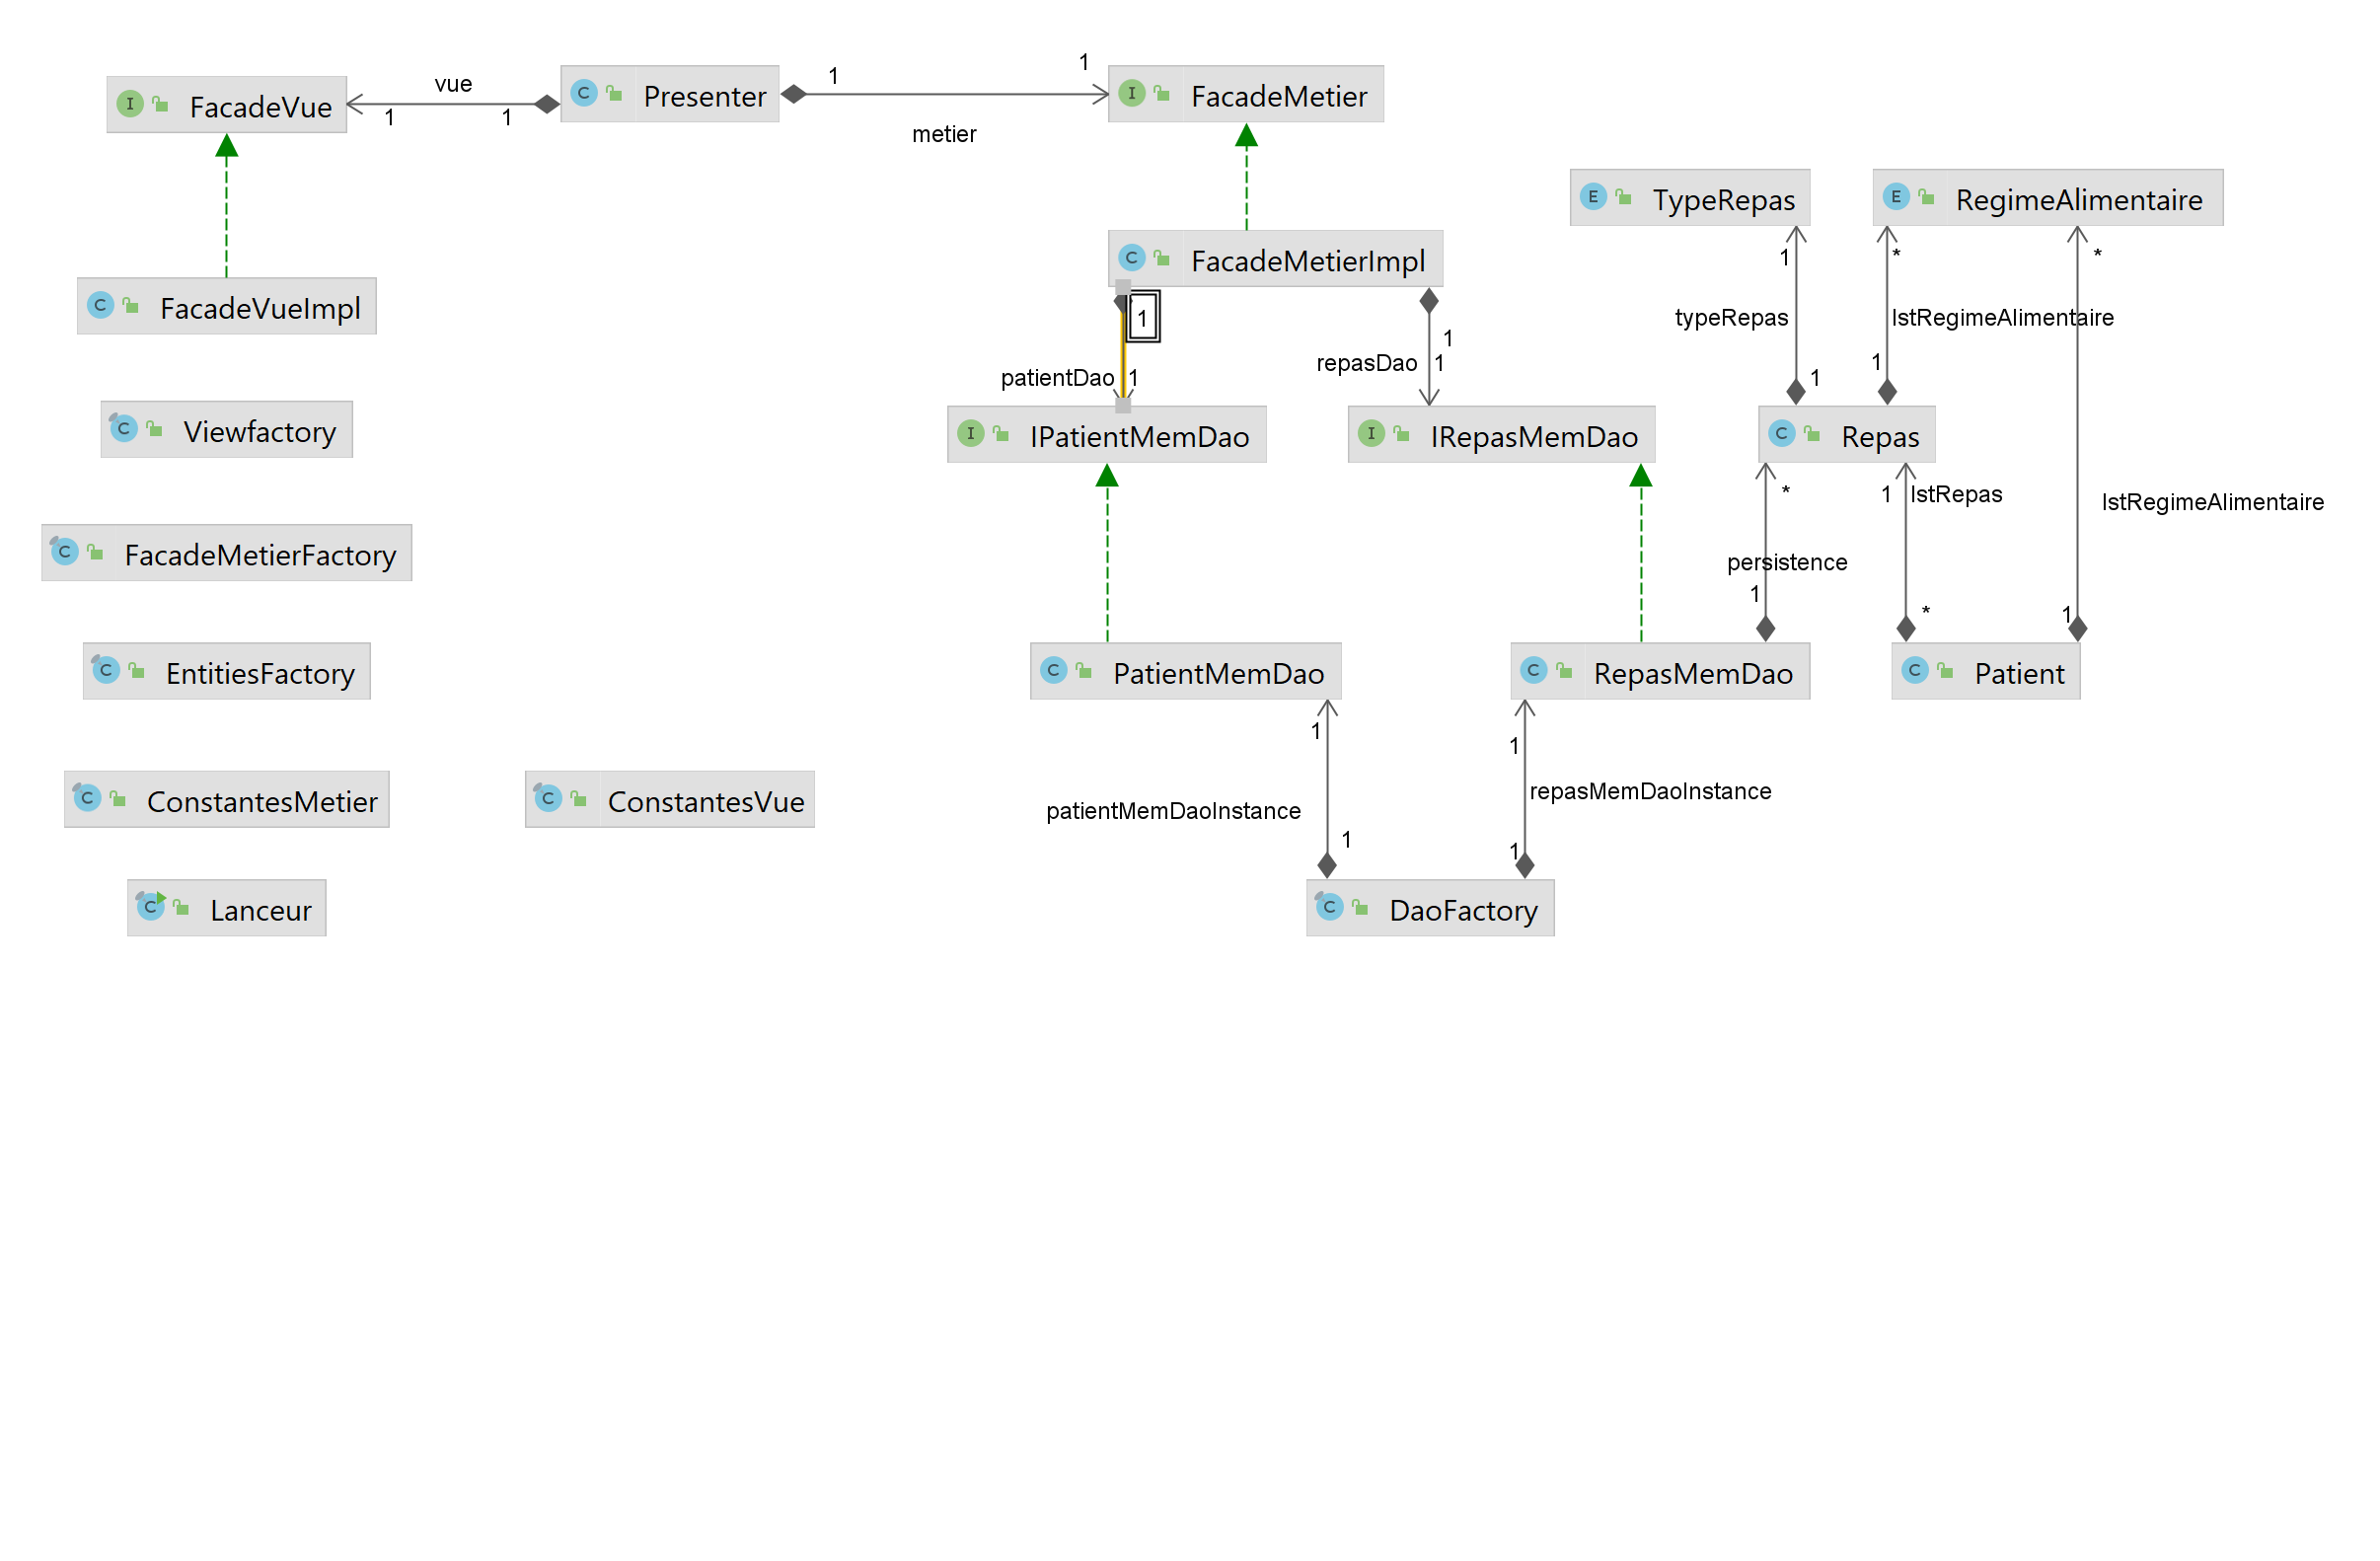 vue
1
1
1
1
FacadeVue
Presenter
FacadeMetier
metier
TypeRepas
RegimeAlimentaire
FacadeMetierImpl
1
*
*
FacadeVueImpl
1
typeRepas
lstRegimeAlimentaire
1
patientDao
1
repasDao
1
1
1
Viewfactory
IPatientMemDao
IRepasMemDao
Repas
*
1
lstRepas
lstRegimeAlimentaire
FacadeMetierFactory
persistence
1
*
1
EntitiesFactory
PatientMemDao
RepasMemDao
Patient
1
1
ConstantesMetier
ConstantesVue
patientMemDaoInstance
repasMemDaoInstance
1
1
Lanceur
DaoFactory